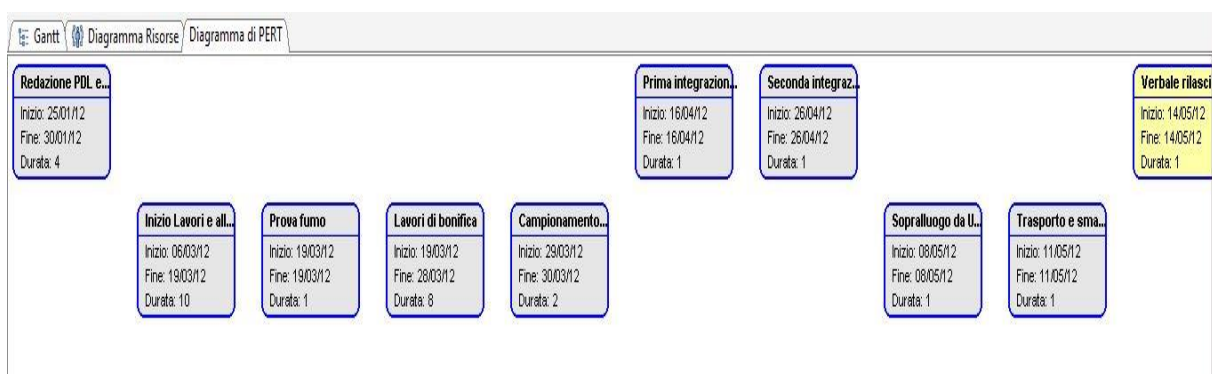 Gantt Diagramma Risorse Diagramma di PERT
Redazione PDL e...
Inizio: 25/01/12
Fine: 30/01/12
Durata: 4
Prima integrazion...
Inizio: 16/04/12
Fine: 16/04/12
Durata: 1
Seconda integraz...
Inizio: 26/04/12
Fine: 26/04/12
Durata: 1
Verbale rilasci
Inizio: 14/05/12
Fine: 14/05/12
Durata: 1
Inizio Lavori e all...
Inizio: 06/03/12
Fine: 19/03/12
Durata: 10
Prova fumo
Inizio: 19/03/12
Fine: 19/03/12
Durata: 1
Lavori di bonifica
Inizio: 19/03/12
Fine: 28/03/12
Durata: 8
Campionamento...
Inizio: 29/03/12
Fine: 30/03/12
Durata: 2
Sopralluogo da U...
Inizio: 08/05/12
Fine: 08/05/12
Durata: 1
Trasporto e sma...
Inizio: 11/05/12
Fine: 11/05/12
Durata: 1